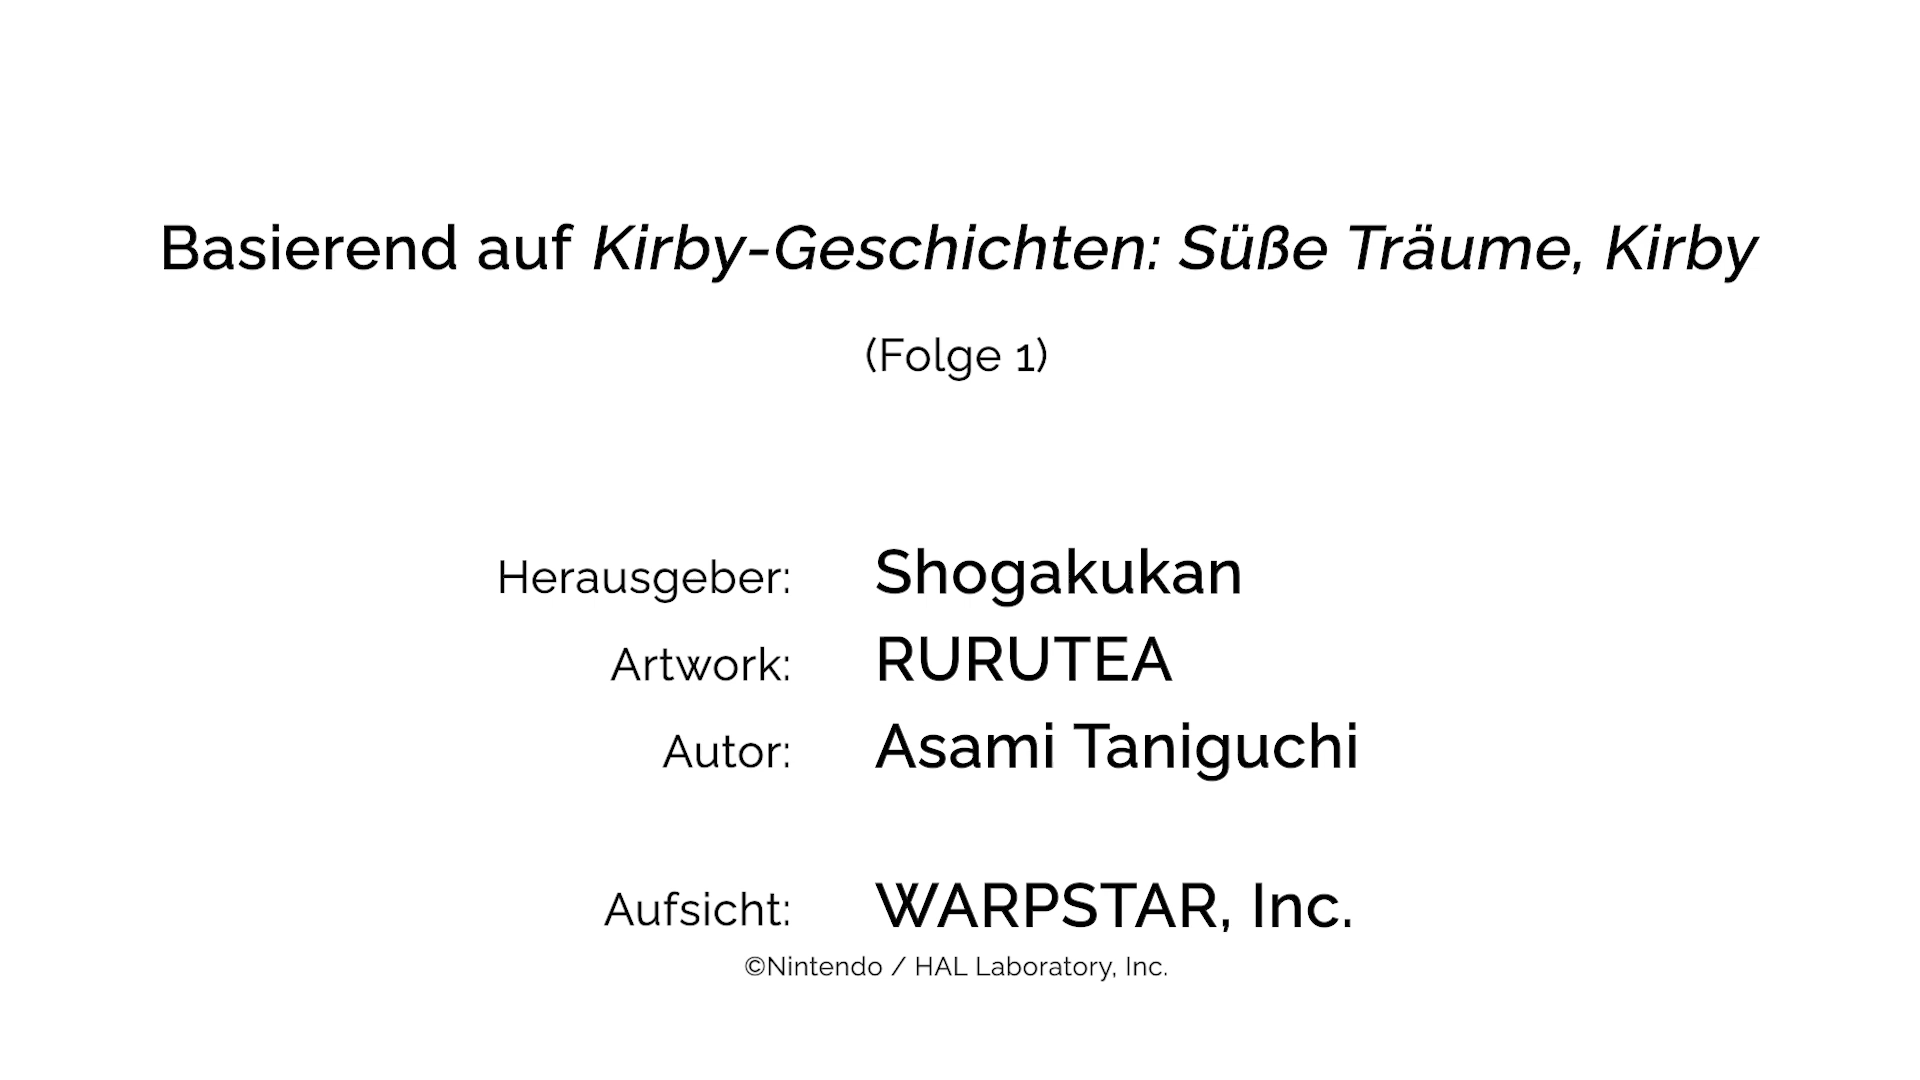 Basierend auf Kirby-Geschichten: Süße Träume, Kirby
(Folge 1)
Herausgeber: Shogakukan
Artwork: RURUTEA
Autor: Asami Taniguchi
Aufsicht: WARPSTAR, Inc.
©Nintendo / HAL Laboratory, Inc.